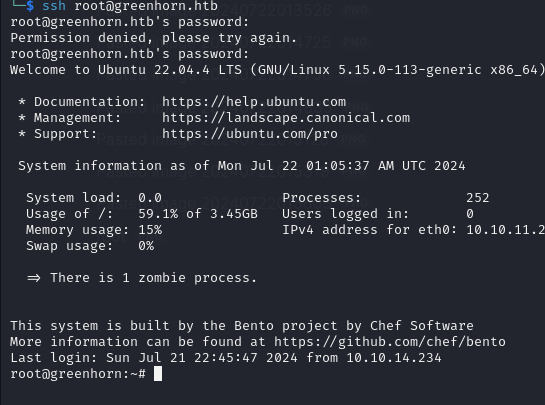 └─$ ssh root@greenhorn.htb
root@greenhorn.htb's password:
Permission denied, please try again.
root@greenhorn.htb's password:
Welcome to Ubuntu 22.04.4 LTS (GNU/Linux 5.15.0-113-generic x86_64)
* Documentation:  https://help.ubuntu.com
* Management:     https://landscape.canonical.com
* Support:        https://ubuntu.com/pro
System information as of Mon Jul 22 01:05:37 AM UTC 2024
System load:  0.0               Processes:             252
Usage of /:   59.1% of 3.45GB   Users logged in:       0
Memory usage: 15%               IPv4 address for eth0: 10.10.11.2
Swap usage:   0%
=> There is 1 zombie process.
This system is built by the Bento project by Chef Software
More information can be found at https://github.com/chef/bento
Last login: Sun Jul 21 22:45:47 2024 from 10.10.14.234
root@greenhorn:~#